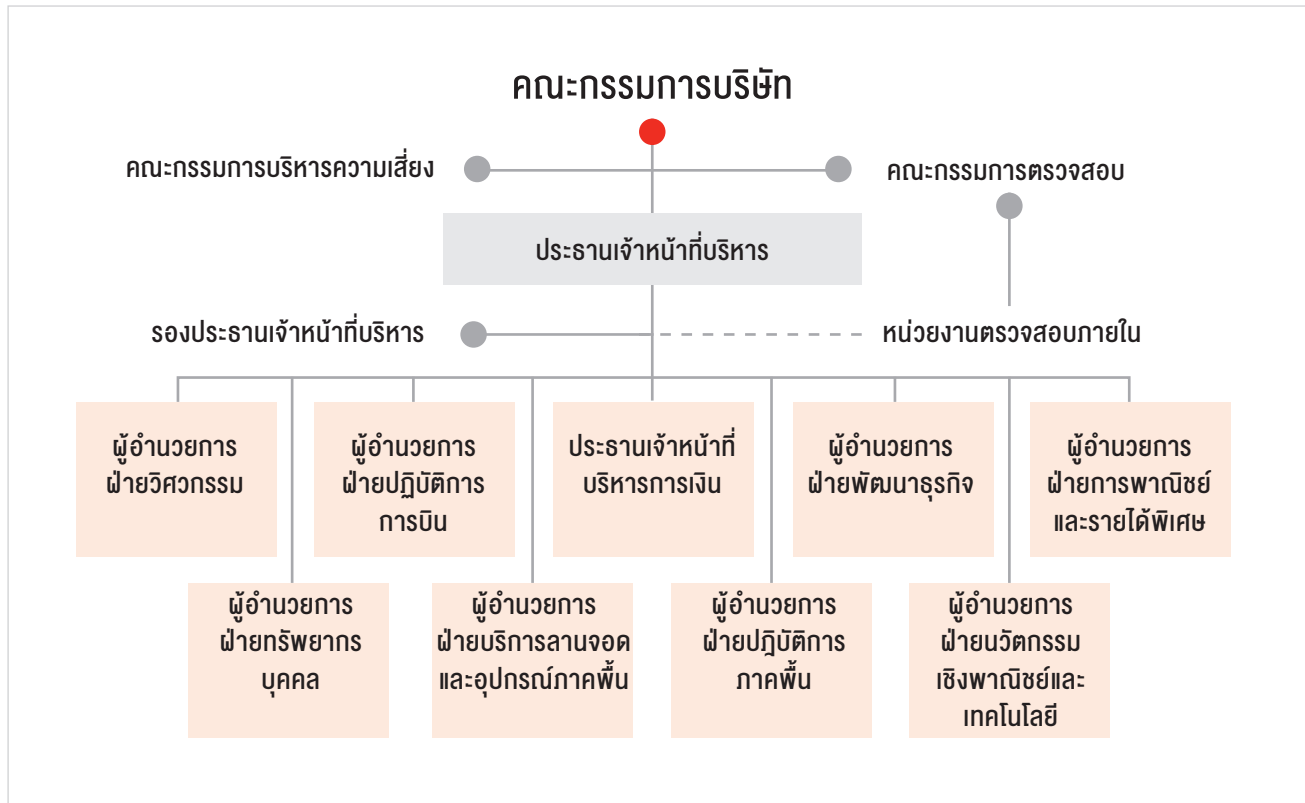 คณะกรรมการบริษัท
คณะกรรมการบริหารความเสี่ยง
คณะกรรมการตรวจสอบ
ประธานเจ้าหน้าที่บริหาร
รองประธานเจ้าหน้าที่บริหาร
หน่วยงานตรวจสอบภายใน
ผู้อำนวยการ
ฝ่ายวิศวกรรม
ผู้อำนวยการ
ฝ่ายปฏิบัติการ
การบิน
ประธานเจ้าหน้าที่
บริหารการเงิน
ผู้อำนวยการ
ฝ่ายพัฒนาธุรกิจ
ผู้อำนวยการ
ฝ่ายการพาณิชย์
และรายได้พิเศษ
ผู้อำนวยการ
ฝ่ายทรัพยากร
บุคคล
ผู้อำนวยการ
ฝ่ายบริการลานจอด
และอุปกรณ์ภาคพื้น
ผู้อำนวยการ
ฝ่ายปฎิบัติการ
ภาคพื้น
ผู้อำนวยการ
ฝ่ายนวัตกรรม
เชิงพาณิชย์และ
เทคโนโลยี